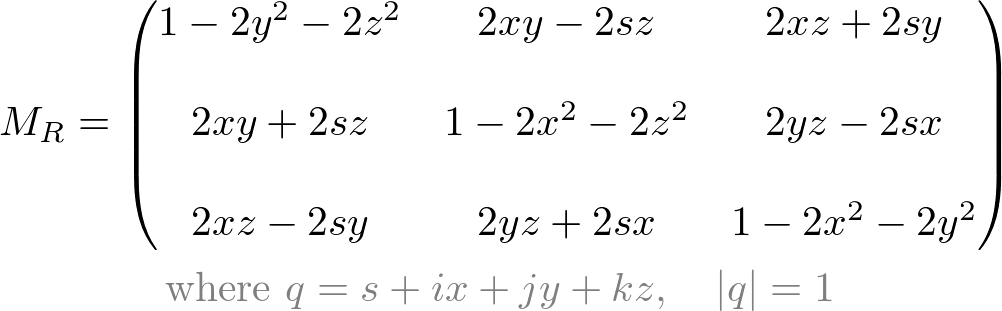 1 − 2y² − 2z² 2xy − 2sz 2xz + 2sy
M_R = 2xy + 2sz 1 − 2x² − 2z² 2yz − 2sx
2xz − 2sy 2yz + 2sx 1 − 2x² − 2y²
where q = s + ix + jy + kz, |q| = 1